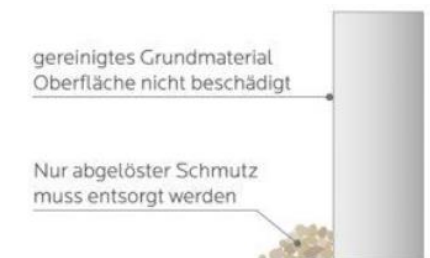 gereinigtes Grundmaterial
Oberfläche nicht beschädigt
Nur abgelöster Schmutz
muss entsorgt werden